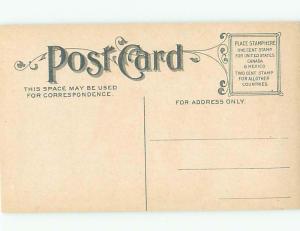 Post Card
PLACE STAMP HERE
ONE CENT STAMP
FOR UNITED STATES
CANADA
& MEXICO
TWO CENT STAMP
FOR ALL OTHER
COUNTRIES.
THIS SPACE MAY BE USED
FOR CORRESPONDENCE.
FOR ADDRESS ONLY.